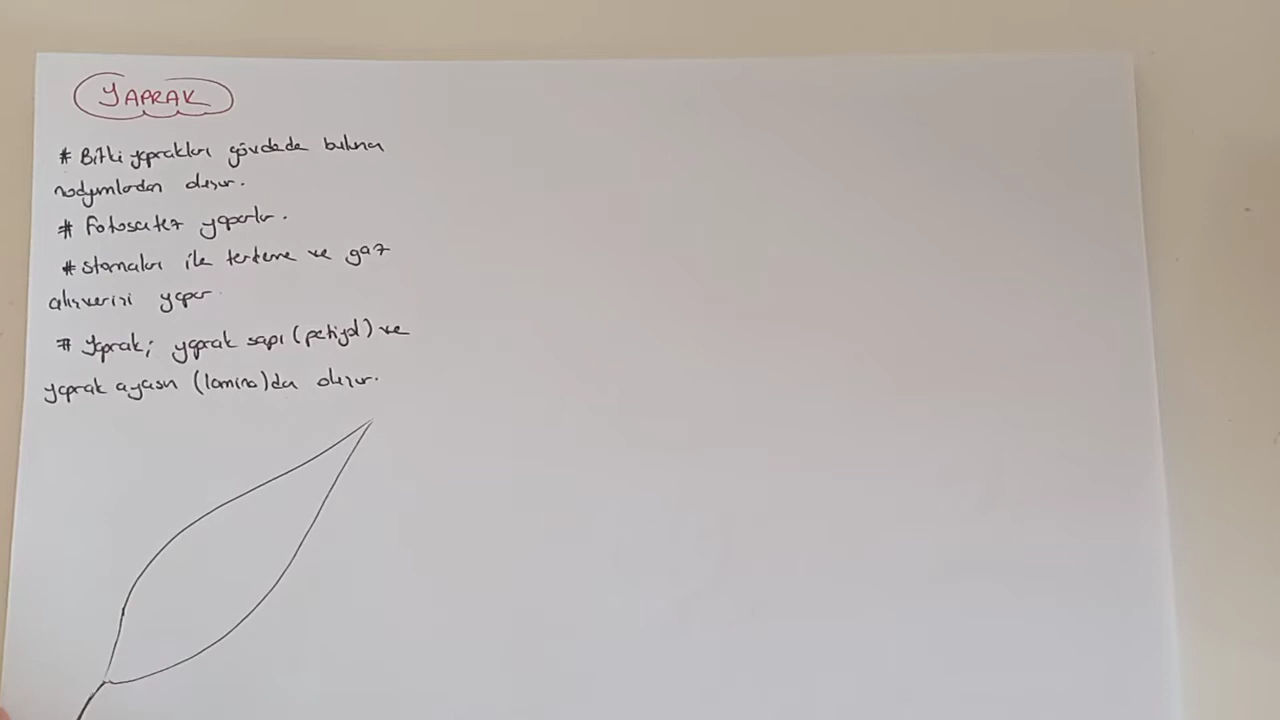 YAPRAK
# Bitki yaprakları gövdede bulunan
nodyumlardan oluşur.
# Fotosentez yaparlar.
# Stomaları ile terleme ve gaz
alışverişi yapar.
# Yaprak; yaprak sapı (petiyol) ve
yaprak ayasın (lamina)dan oluşur.